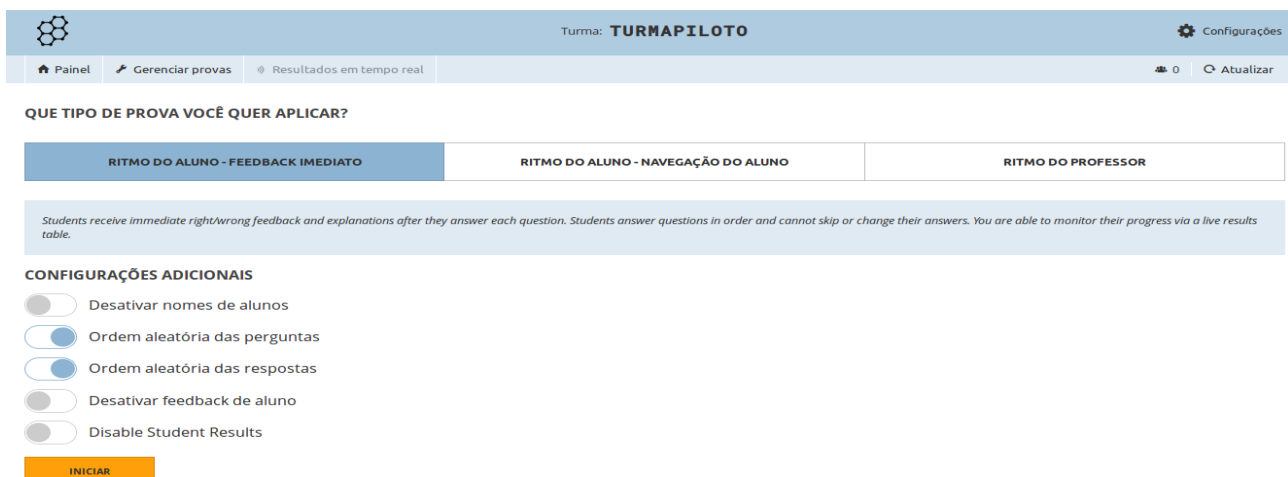 Turma: TURMAPILOTO Configurações
Painel Gerenciar provas Resultados em tempo real 0 Atualizar
QUE TIPO DE PROVA VOCÊ QUER APLICAR?
RITMO DO ALUNO - FEEDBACK IMEDIATO RITMO DO ALUNO - NAVEGAÇÃO DO ALUNO RITMO DO PROFESSOR
Students receive immediate right/wrong feedback and explanations after they answer each question. Students answer questions in order and cannot skip or change their answers. You are able to monitor their progress via a live results
table.
CONFIGURAÇÕES ADICIONAIS
Desativar nomes de alunos
Ordem aleatória das perguntas
Ordem aleatória das respostas
Desativar feedback de aluno
Disable Student Results
INICIAR